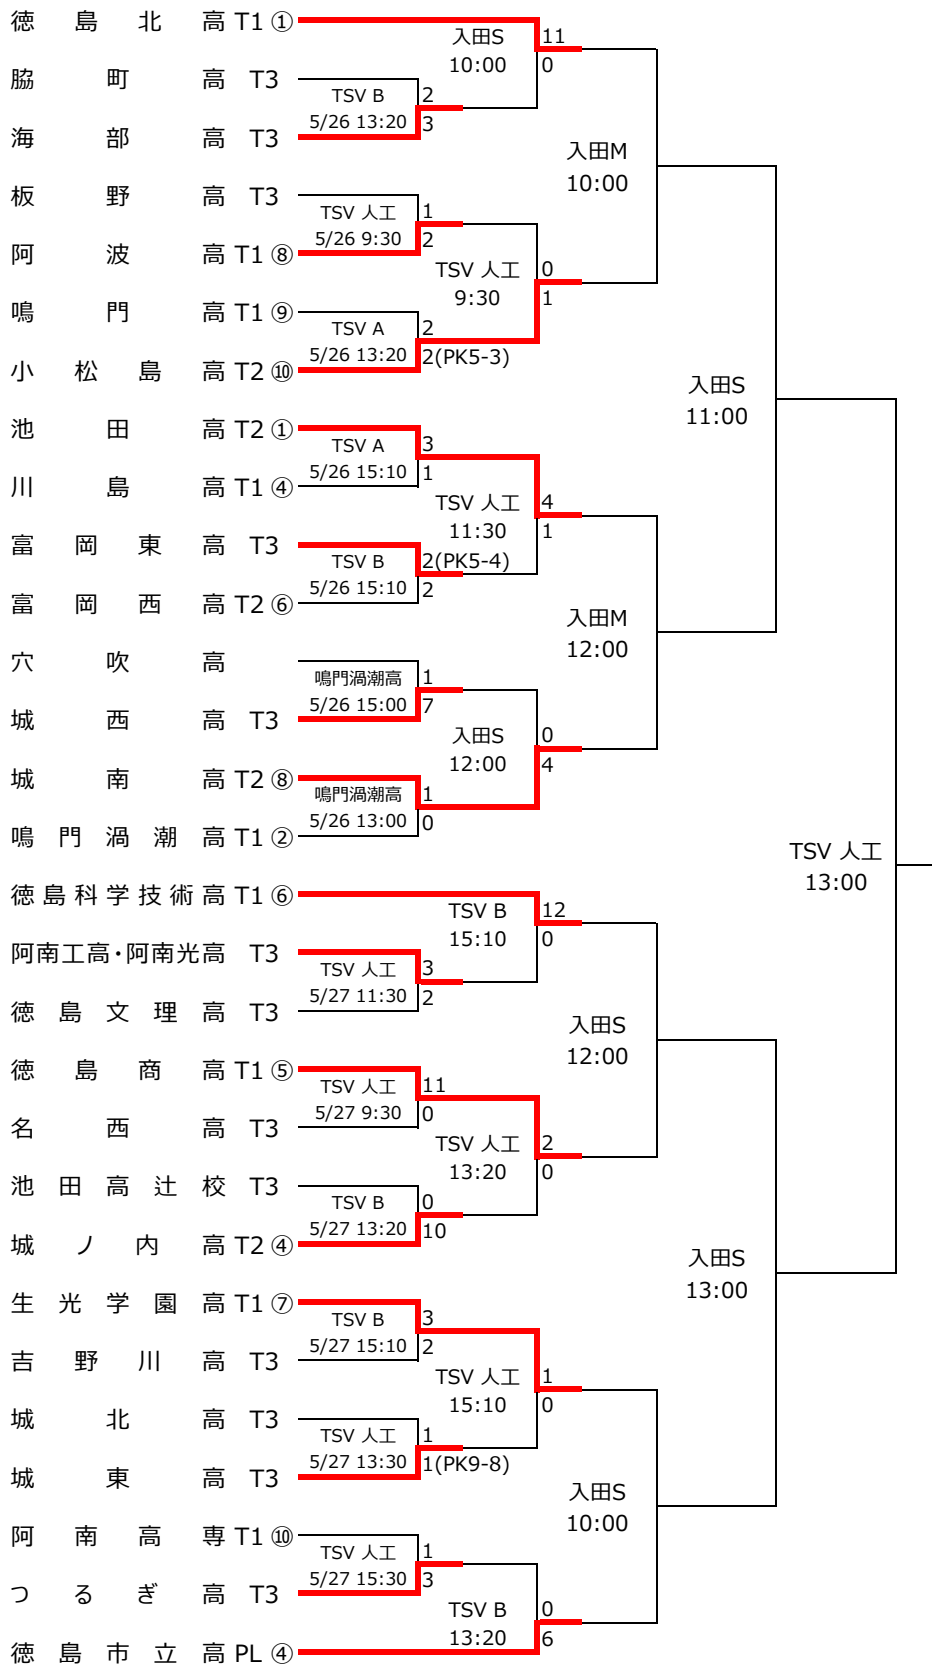 徳島北高 T1 ①
入田S
10:00
11
0
脇町高 T3
TSV B
5/26 13:20
2
3
海部高 T3
入田M
10:00
板野高 T3
TSV 人工
5/26 9:30
1
2
阿波高 T1 ⑧
TSV 人工
9:30
0
1
鳴門高 T1 ⑨
TSV A
5/26 13:20
2
2(PK5-3)
小松島高 T2 ⑩
入田S
11:00
池田高 T2 ①
TSV A
5/26 15:10
3
1
川島高 T1 ④
TSV 人工
11:30
4
1
富岡東高 T3
TSV B
5/26 15:10
2(PK5-4)
2
富岡西高 T2 ⑥
入田M
12:00
穴吹高
鳴門渦潮高
5/26 15:00
1
7
城西高 T3
入田S
12:00
0
4
城南高 T2 ⑧
鳴門渦潮高
5/26 13:00
1
0
鳴門渦潮高 T1 ②
TSV 人工
13:00
徳島科学技術高 T1 ⑥
TSV B
15:10
12
0
阿南工高・阿南光高 T3
TSV 人工
5/27 11:30
3
2
徳島文理高 T3
入田S
12:00
徳島商高 T1 ⑤
TSV 人工
5/27 9:30
11
0
名西高 T3
TSV 人工
13:20
2
0
池田高辻校 T3
TSV B
5/27 13:20
0
10
城ノ内高 T2 ④
入田S
13:00
生光学園高 T1 ⑦
TSV B
5/27 15:10
3
2
吉野川高 T3
TSV 人工
15:10
1
0
城北高 T3
TSV 人工
5/27 13:30
1
1(PK9-8)
城東高 T3
入田S
10:00
阿南高専 T1 ⑩
TSV 人工
5/27 15:30
1
3
つるぎ高 T3
TSV B
13:20
0
6
徳島市立高 PL ④